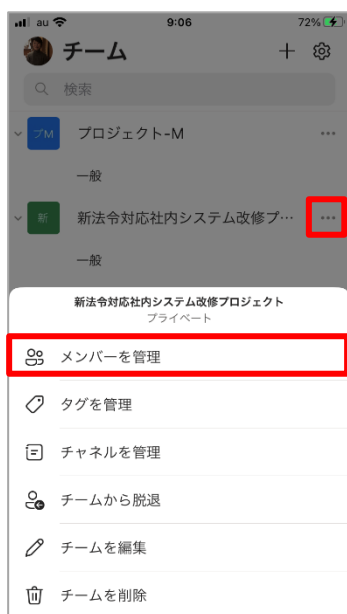 au 9:06 72%
チーム
検索
プM プロジェクト-M
一般
新 新法令対応社内システム改修プ…
一般
新法令対応社内システム改修プロジェクト
プライベート
メンバーを管理
タグを管理
チャネルを管理
チームから脱退
チームを編集
チームを削除